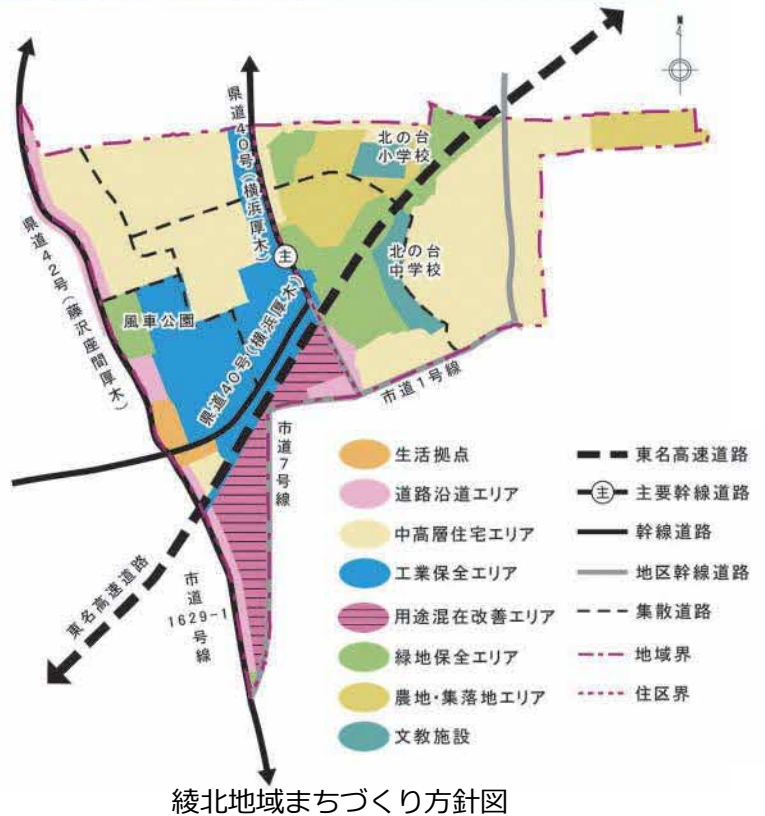 N
4
県道40号(横浜厚木)
北の台
小学校
県道42号(藤沢座間厚木)
北の台
中学校
主
風車公園
県道40号(横浜厚木)
市道1号線
市道7号線
東名高速道路
市道
1629-1
号線
生活拠点
道路沿道エリア
中高層住宅エリア
工業保全エリア
用途混在改善エリア
緑地保全エリア
農地・集落地エリア
文教施設
東名高速道路
主 主要幹線道路
幹線道路
地区幹線道路
集散道路
地域界
住区界
綾北地域まちづくり方針図